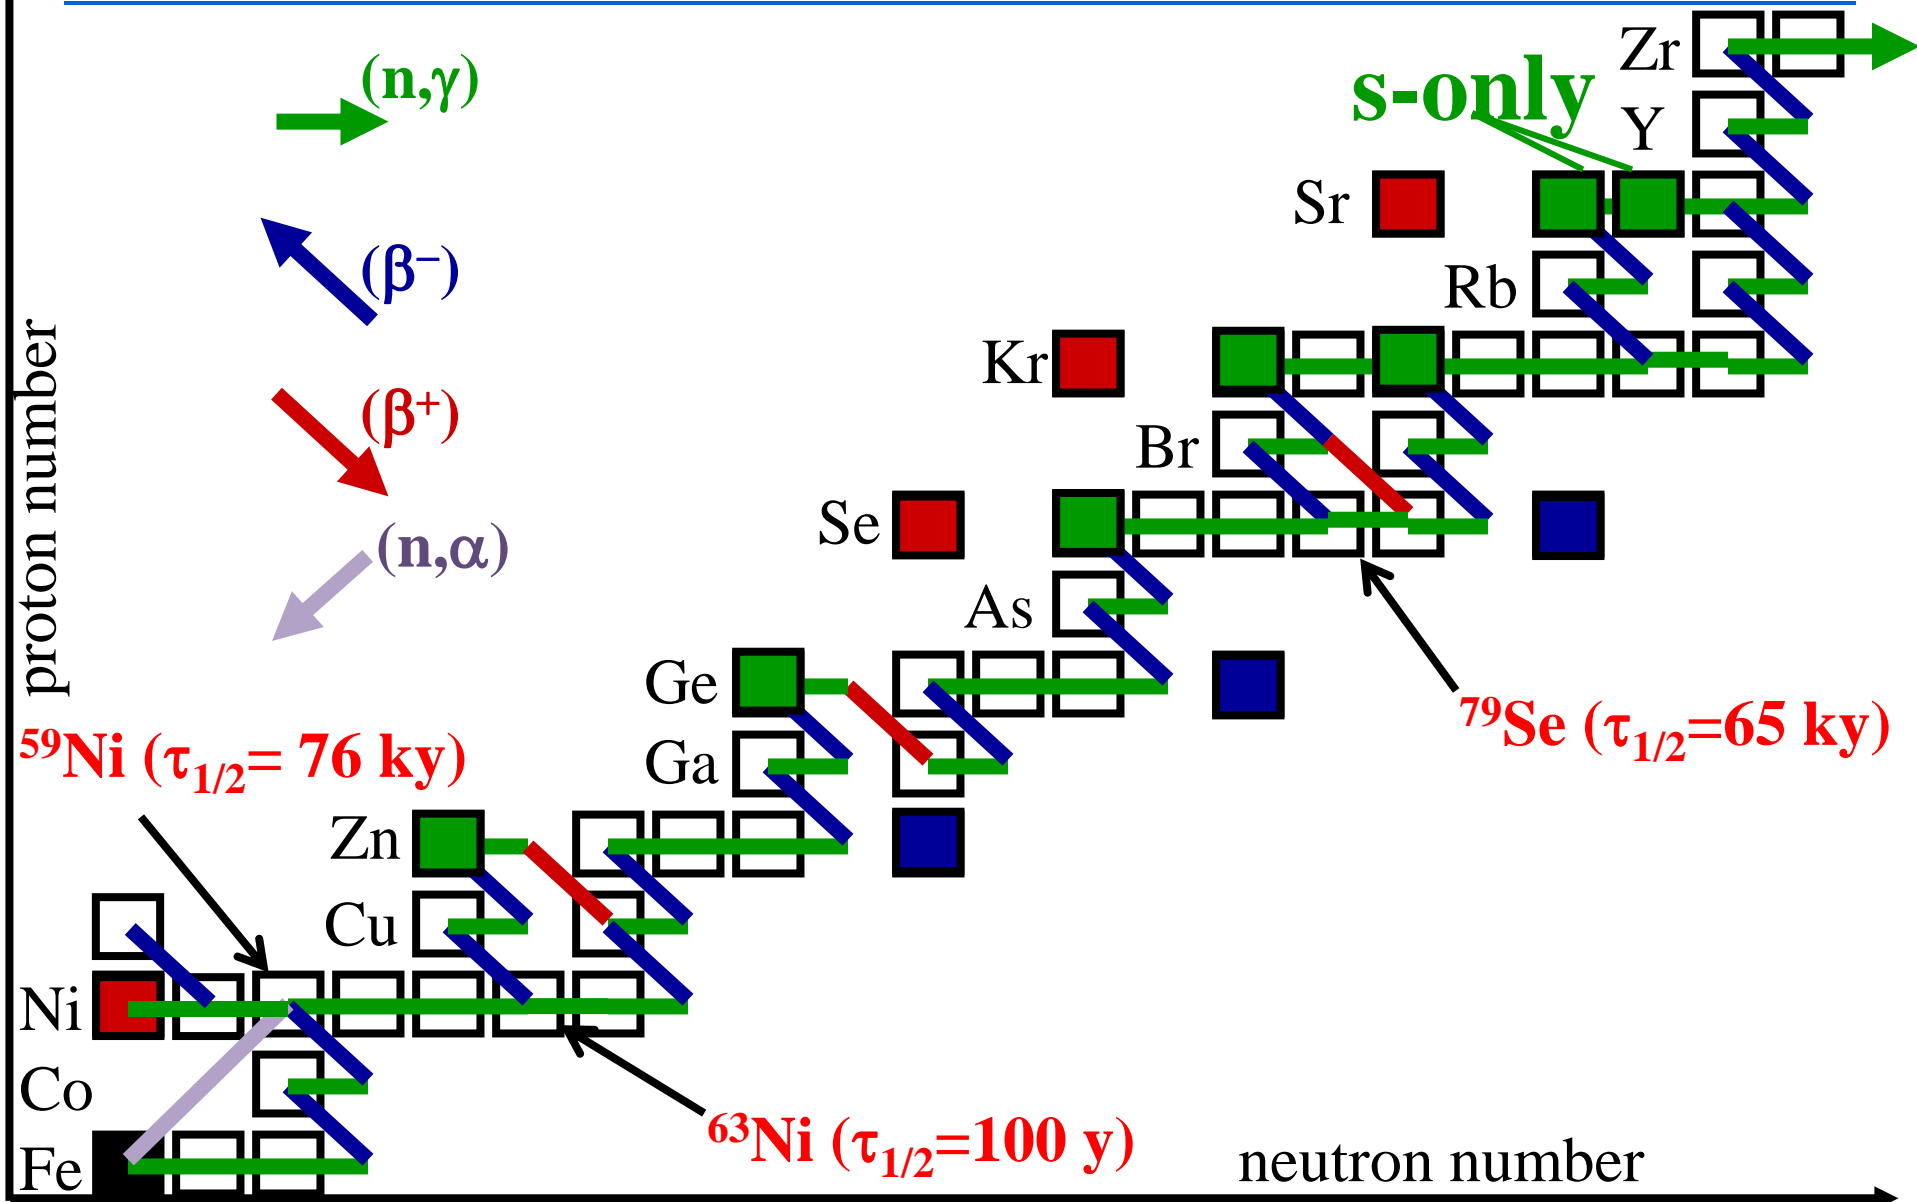 Zr
(n,γ)
s-only
Y
Sr
(β⁻)
Rb
Kr
(β⁺)
Br
Se
(n,α)
As
proton number
Ge
⁷⁹Se (τ₁/₂=65 ky)
⁵⁹Ni (τ₁/₂= 76 ky)
Ga
Zn
Cu
Ni
Co
⁶³Ni (τ₁/₂=100 y)
Fe
neutron number